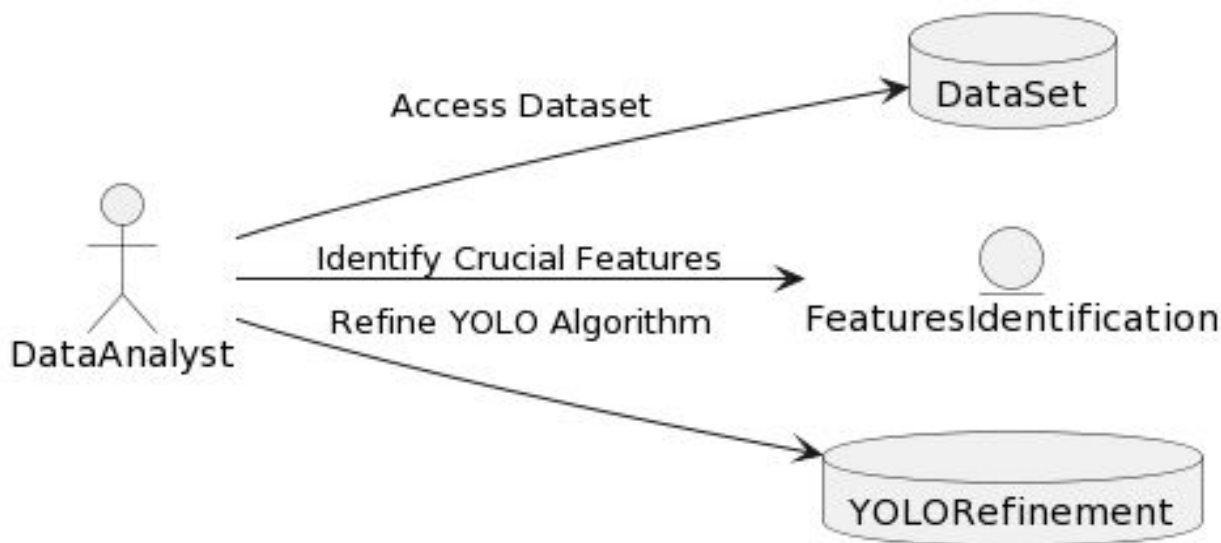 Access Dataset
DataSet
Identify Crucial Features
Refine YOLO Algorithm
FeaturesIdentification
DataAnalyst
YOLORefinement